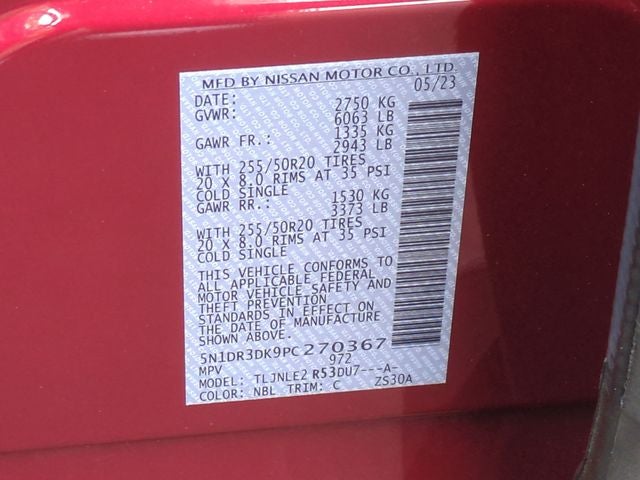 MFD BY NISSAN MOTOR CO., LTD.
DATE: 05/23
GVWR: 2750 KG
6063 LB
GAWR FR.: 1335 KG
2943 LB
WITH 255/50R20 TIRES
20 X 8.0 RIMS AT 35 PSI
COLD SINGLE
GAWR RR.: 1530 KG
3373 LB
WITH 255/50R20 TIRES
20 X 8.0 RIMS AT 35 PSI
COLD SINGLE
THIS VEHICLE CONFORMS TO
ALL APPLICABLE FEDERAL
MOTOR VEHICLE SAFETY AND
THEFT PREVENTION
STANDARDS IN EFFECT ON
THE DATE OF MANUFACTURE
SHOWN ABOVE.
5N1DR3DK9PC270367
MPV 972
MODEL: TLJNLE2 R53DU7---A-
COLOR: NBL TRIM: C ZS30A